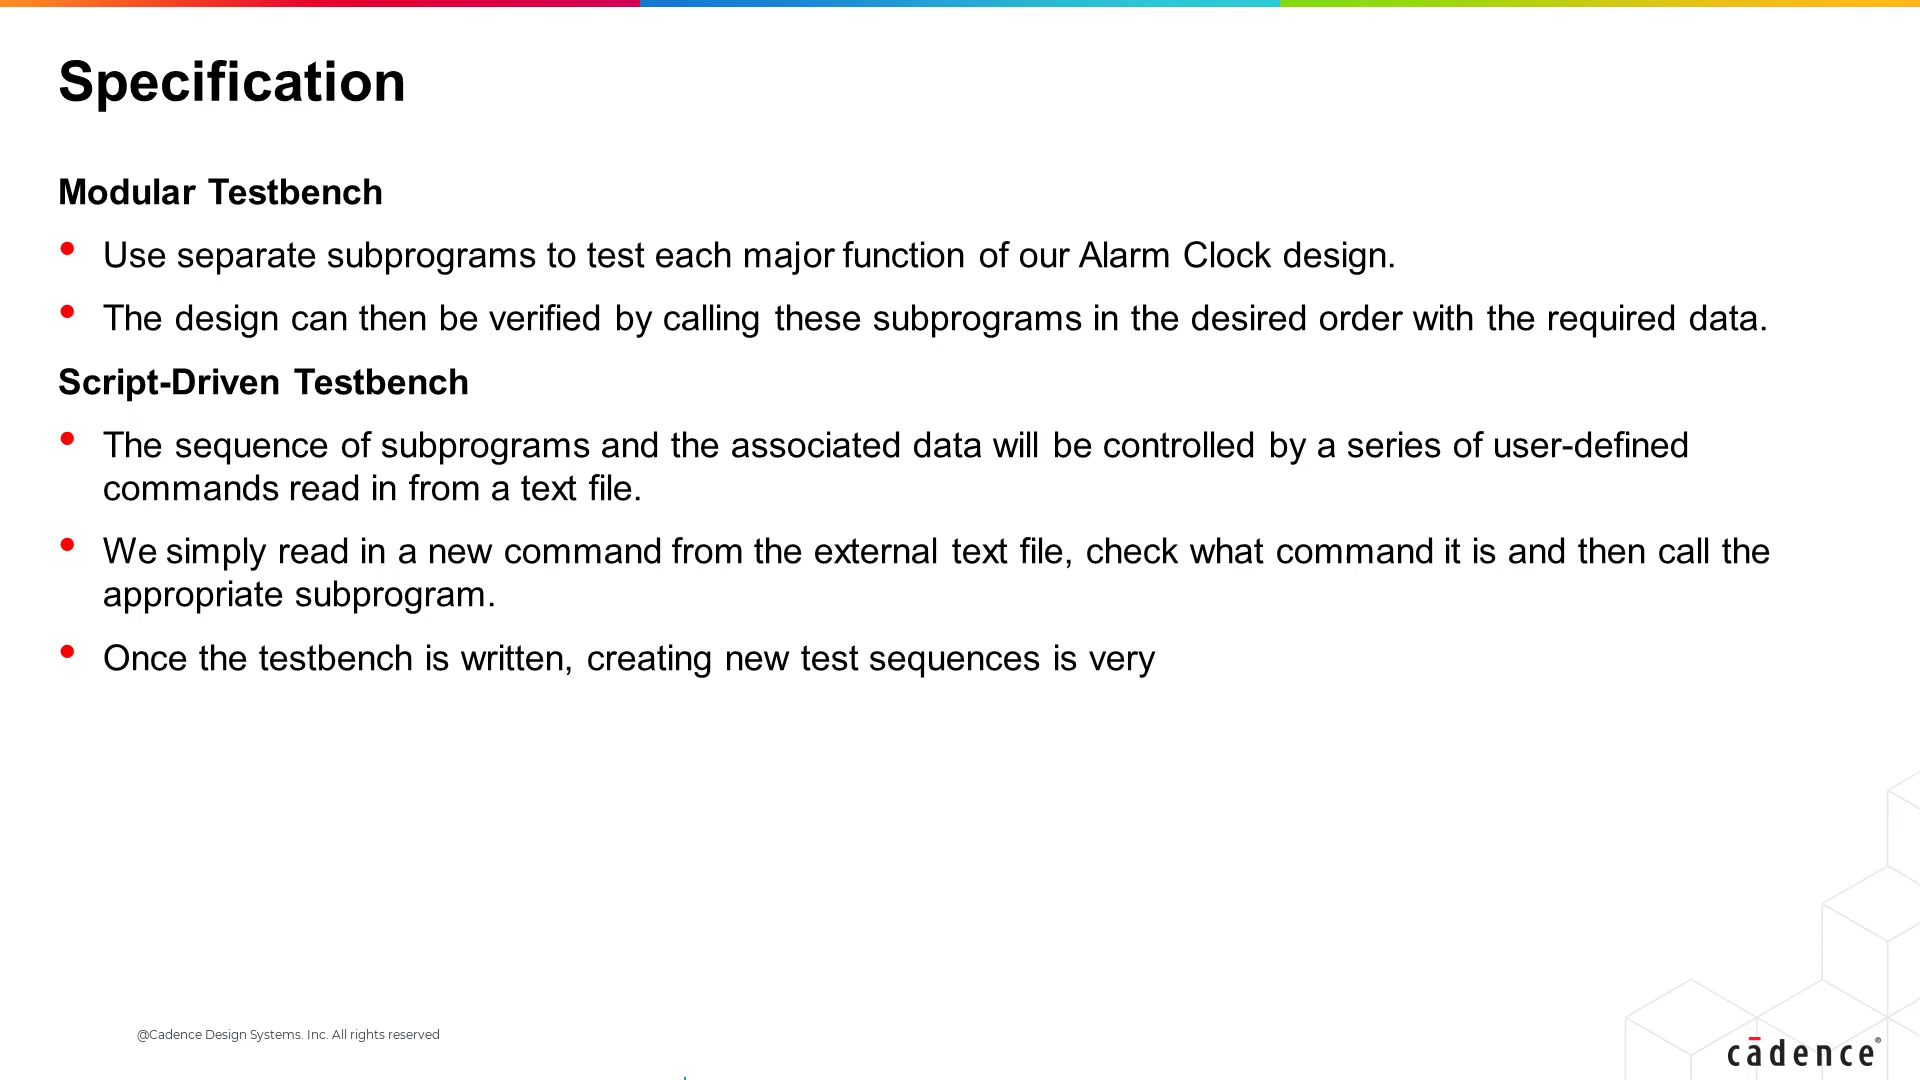 Specification
Modular Testbench
• Use separate subprograms to test each major function of our Alarm Clock design.
• The design can then be verified by calling these subprograms in the desired order with the required data.
Script-Driven Testbench
• The sequence of subprograms and the associated data will be controlled by a series of user-defined
commands read in from a text file.
• We simply read in a new command from the external text file, check what command it is and then call the
appropriate subprogram.
• Once the testbench is written, creating new test sequences is very
@Cadence Design Systems. Inc. All rights reserved
cādence®